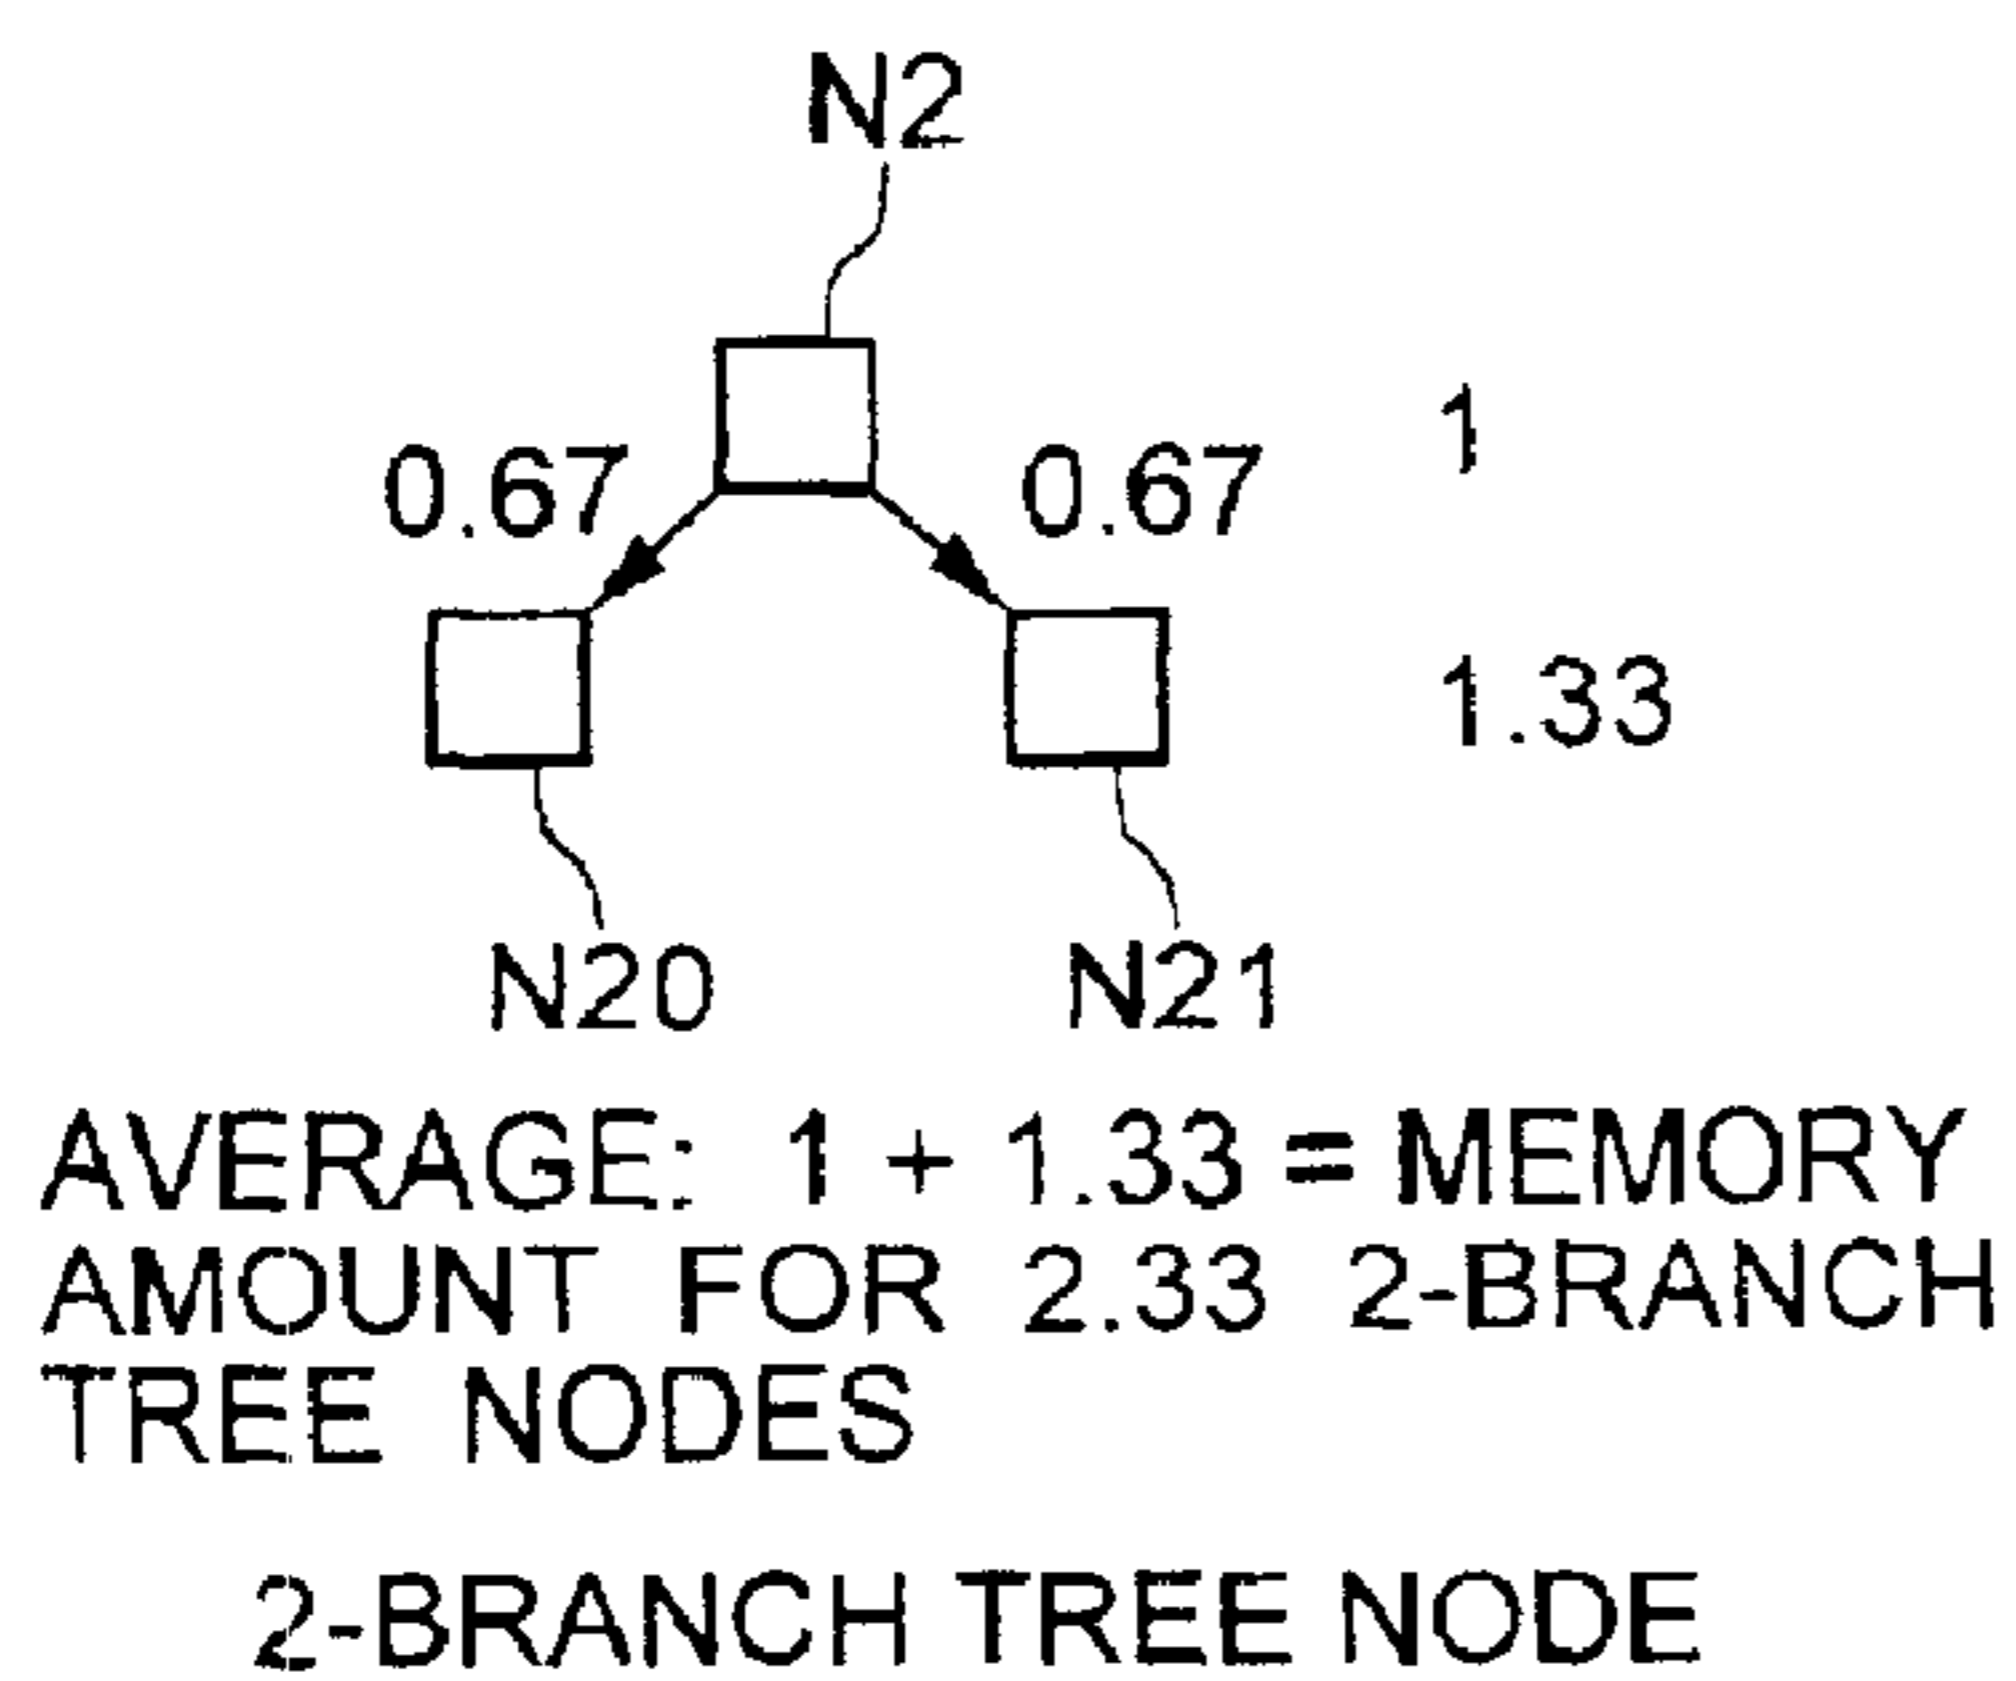 N2
1
0.67 0.67
1.33
N20 N21
AVERAGE: 1 + 1.33 = MEMORY
AMOUNT FOR 2.33 2-BRANCH
TREE NODES
2-BRANCH TREE NODE